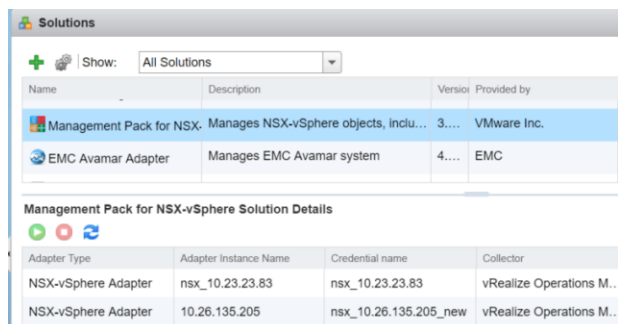 Solutions
Show: All Solutions
Name Description Version Provided by
Management Pack for NSX- Manages NSX-vSphere objects, inclu... 3.... VMware Inc.
EMC Avamar Adapter Manages EMC Avamar system 4.... EMC
Management Pack for NSX-vSphere Solution Details
Adapter Type Adapter Instance Name Credential name Collector
NSX-vSphere Adapter nsx_10.23.23.83 nsx_10.23.23.83 vRealize Operations M...
NSX-vSphere Adapter 10.26.135.205 nsx_10.26.135.205_new vRealize Operations M...